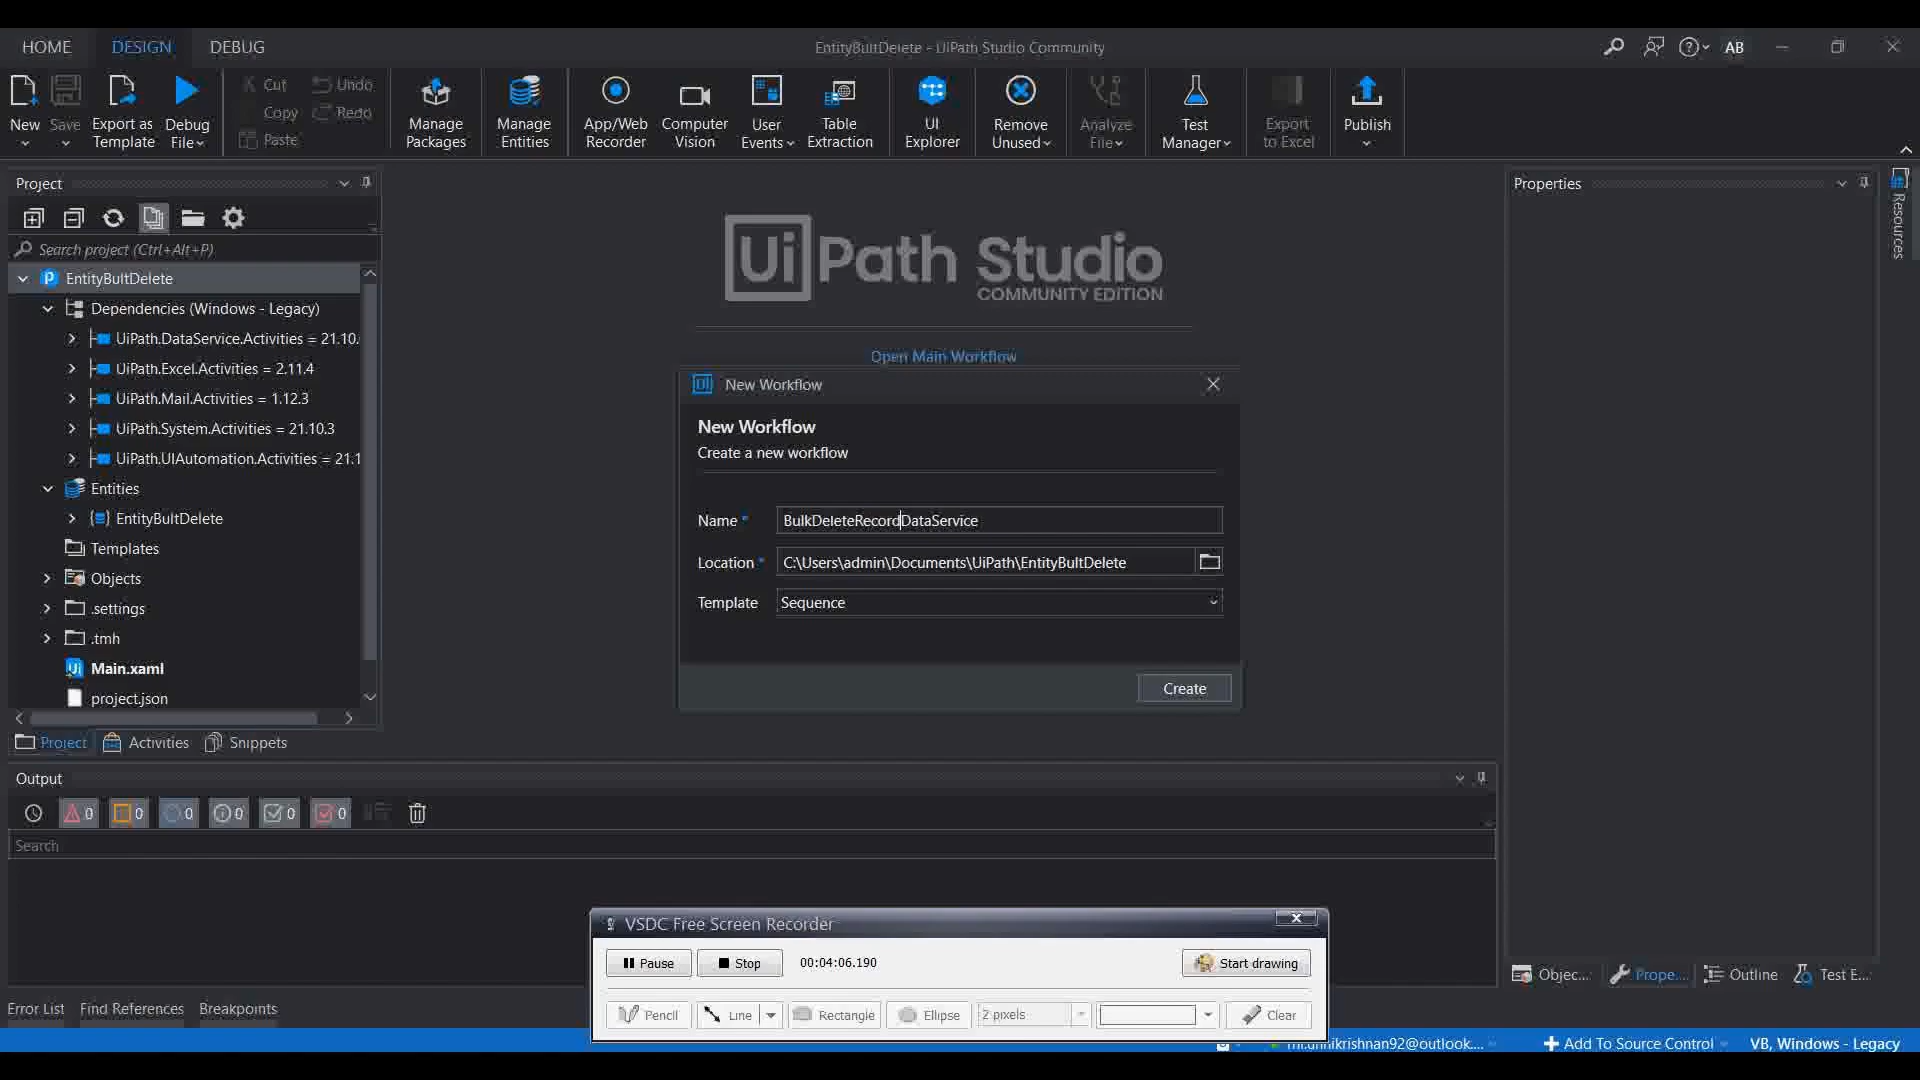 HOME DESIGN DEBUG
EntityBultDelete - UiPath Studio Community
AB
New
Save
Export as
Template
Debug
File
Cut
Copy
Paste
Undo
Redo
Manage
Packages
Manage
Entities
App/Web
Recorder
Computer
Vision
User
Events
Table
Extraction
UI
Explorer
Remove
Unused
Analyze
File
Test
Manager
Export
to Excel
Publish
Project
Search project (Ctrl+Alt+P)
EntityBultDelete
Dependencies (Windows - Legacy)
UiPath.DataService.Activities = 21.10.
UiPath.Excel.Activities = 2.11.4
UiPath.Mail.Activities = 1.12.3
UiPath.System.Activities = 21.10.3
UiPath.UIAutomation.Activities = 21.1
Entities
EntityBultDelete
Templates
Objects
.settings
.tmh
Main.xaml
project.json
Project Activities Snippets
UiPath Studio
COMMUNITY EDITION
Open Main Workflow
New Workflow
New Workflow
Create a new workflow
Name * BulkDeleteRecordDataService
Location * C:\Users\admin\Documents\UiPath\EntityBultDelete
Template Sequence
Create
Properties
Resources
Output
0 0 0 0 0 0
Search
Objec... Prope... Outline Test E...
VSDC Free Screen Recorder
Pause Stop 00:04:06.190 Start drawing
Pencil Line Rectangle Ellipse 2 pixels Clear
Error List Find References Breakpoints
Add To Source Control VB, Windows - Legacy